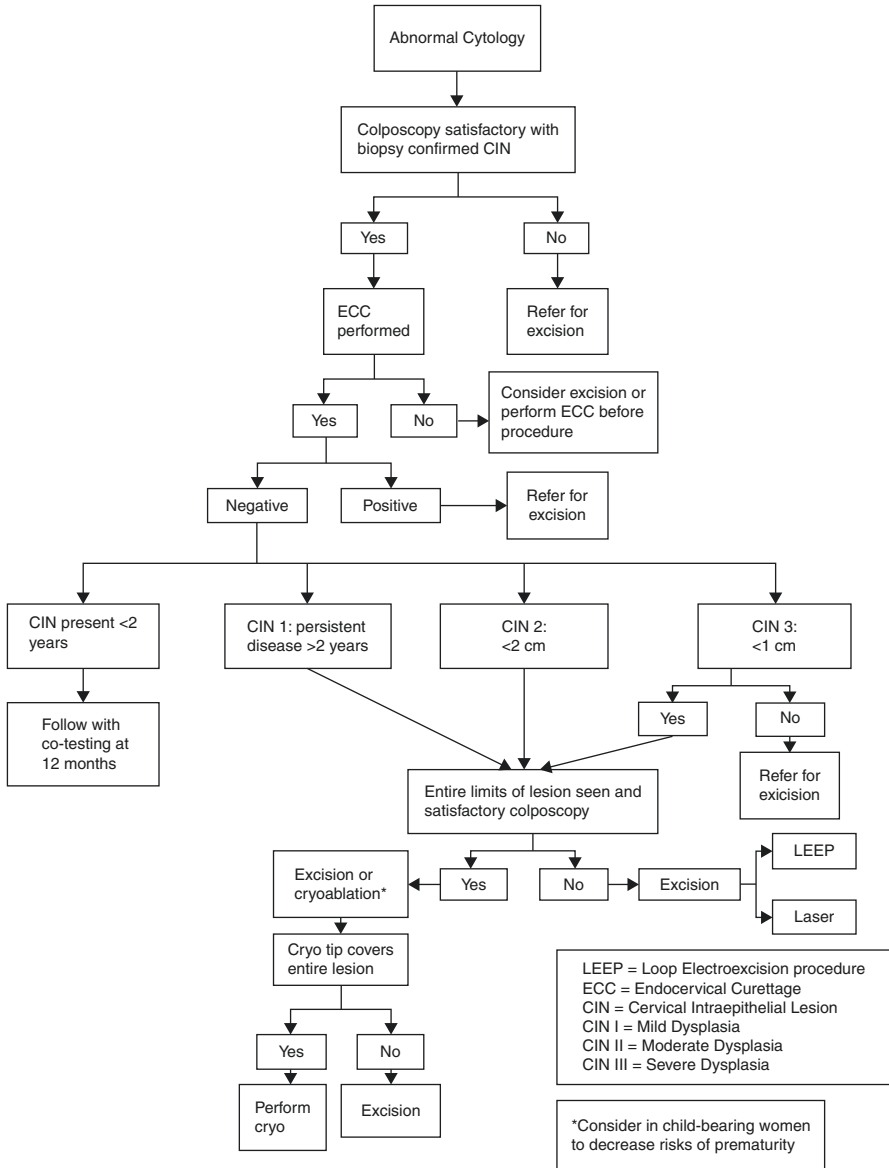 Abnormal Cytology
Colposcopy satisfactory with
biopsy confirmed CIN
Yes
No
ECC
performed
Refer for
excision
Yes
No
Consider excision or
perform ECC before
procedure
Negative
Positive
Refer for
excision
CIN present <2
years
CIN 1: persistent
disease >2 years
CIN 2:
<2 cm
CIN 3:
<1 cm
Follow with
co-testing at
12 months
Yes
No
Refer for
exicision
Entire limits of lesion seen and
satisfactory colposcopy
Excision or
cryoablation*
Yes
No
Excision
LEEP
Laser
Cryo tip covers
entire lesion
Yes
No
Perform
cryo
Excision
LEEP = Loop Electroexcision procedure
ECC = Endocervical Curettage
CIN = Cervical Intraepithelial Lesion
CIN I = Mild Dysplasia
CIN II = Moderate Dysplasia
CIN III = Severe Dysplasia
*Consider in child-bearing women
to decrease risks of prematurity